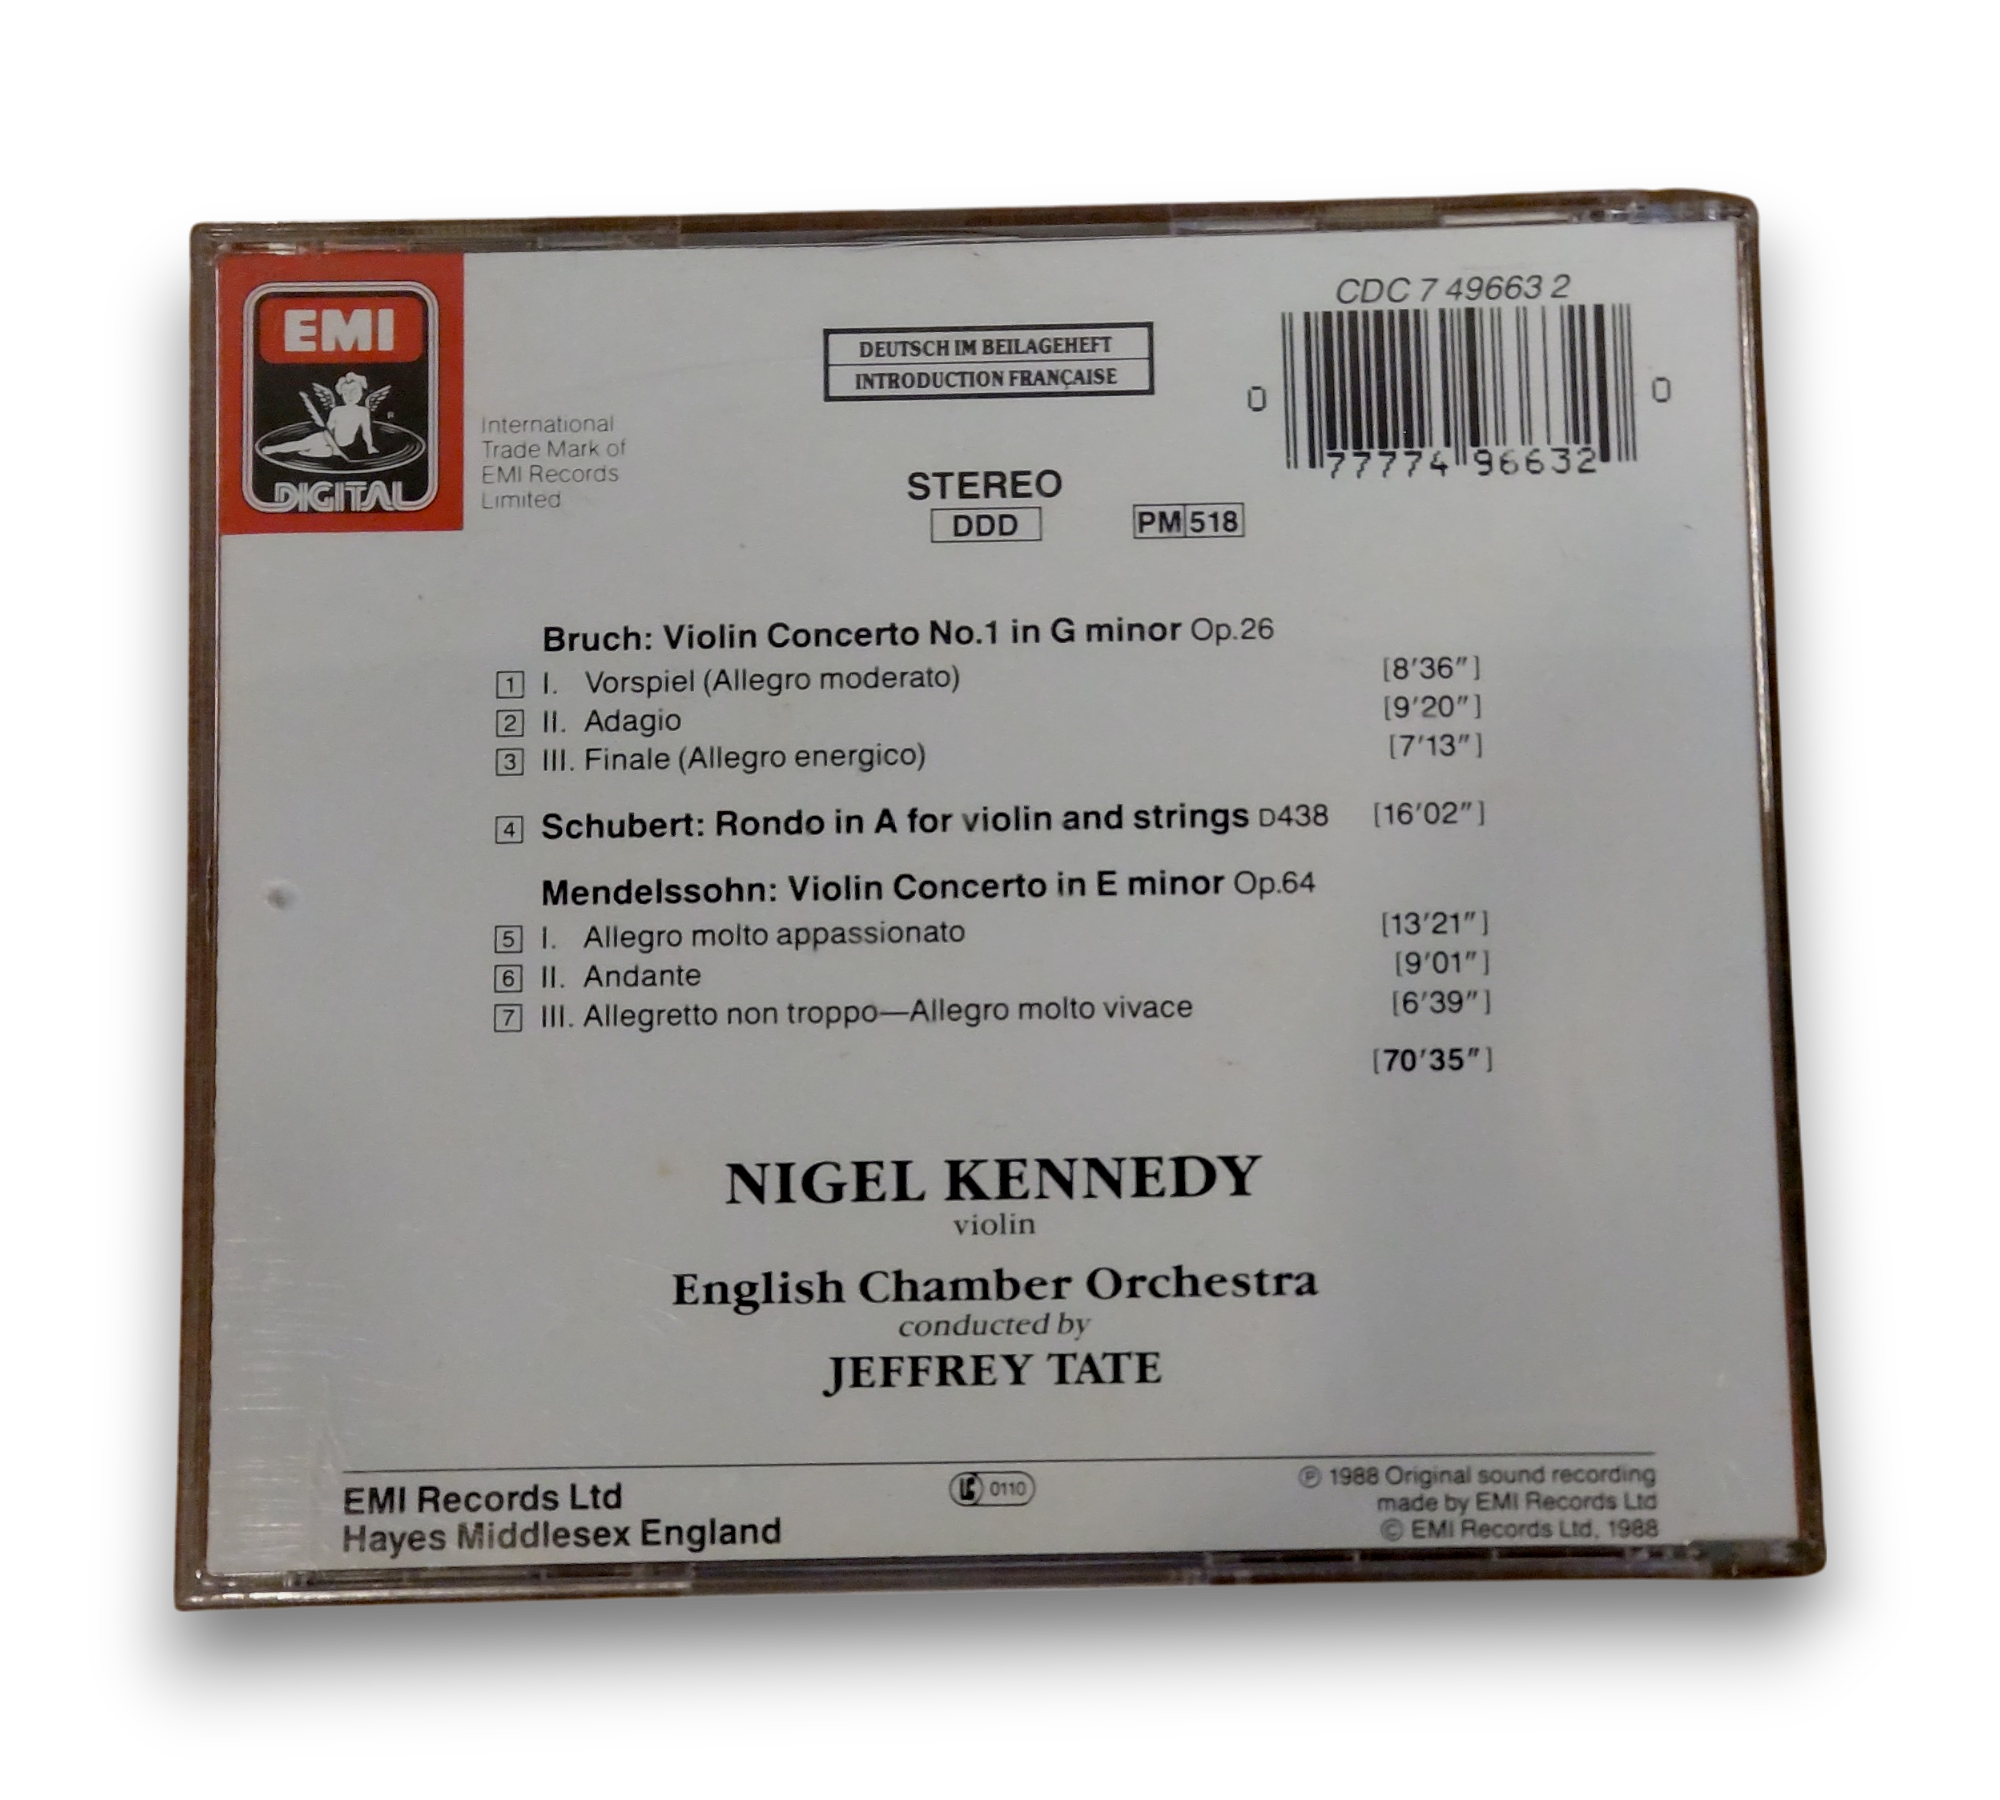 EMI
DIGITAL
International
Trade Mark of
EMI Records
Limited
DEUTSCH IM BEILAGEHEFT
INTRODUCTION FRANÇAISE
CDC 7 49663 2
0 77774 96632 0
STEREO
DDD
PM 518
Bruch: Violin Concerto No.1 in G minor Op.26
1 I. Vorspiel (Allegro moderato) [8′36″]
2 II. Adagio [9′20″]
3 III. Finale (Allegro energico) [7′13″]
4 Schubert: Rondo in A for violin and strings D438 [16′02″]
Mendelssohn: Violin Concerto in E minor Op.64
5 I. Allegro molto appassionato [13′21″]
6 II. Andante [9′01″]
7 III. Allegretto non troppo—Allegro molto vivace [6′39″]
[70′35″]
NIGEL KENNEDY
violin
English Chamber Orchestra
conducted by
JEFFREY TATE
EMI Records Ltd
Hayes Middlesex England
LC 0110
℗ 1988 Original sound recording
made by EMI Records Ltd
© EMI Records Ltd, 1988